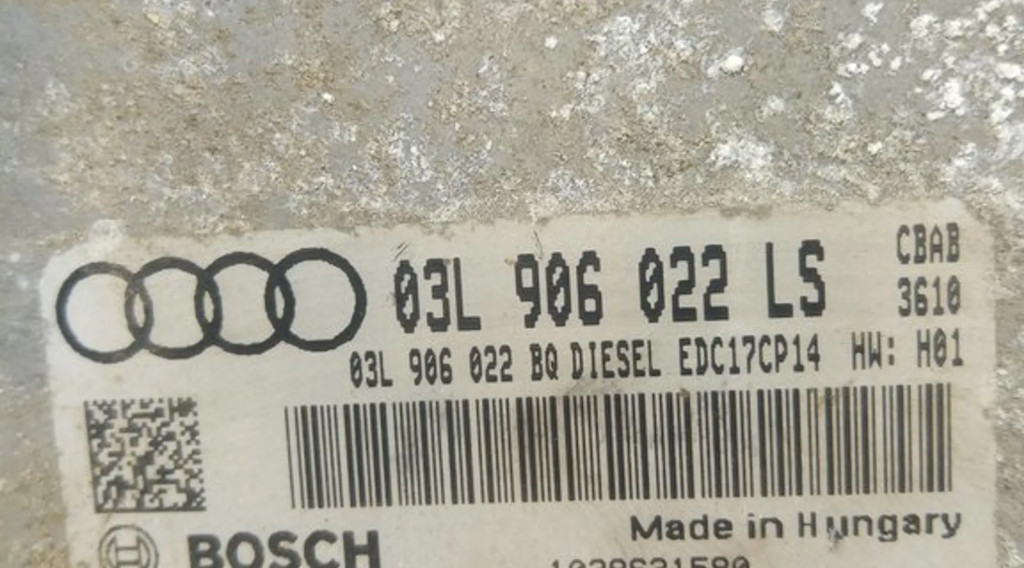 03L 906 022 LS
CBAB
3610
03L 906 022 BQ DIESEL EDC17CP14 HW: H01
Made in Hungary
BOSCH